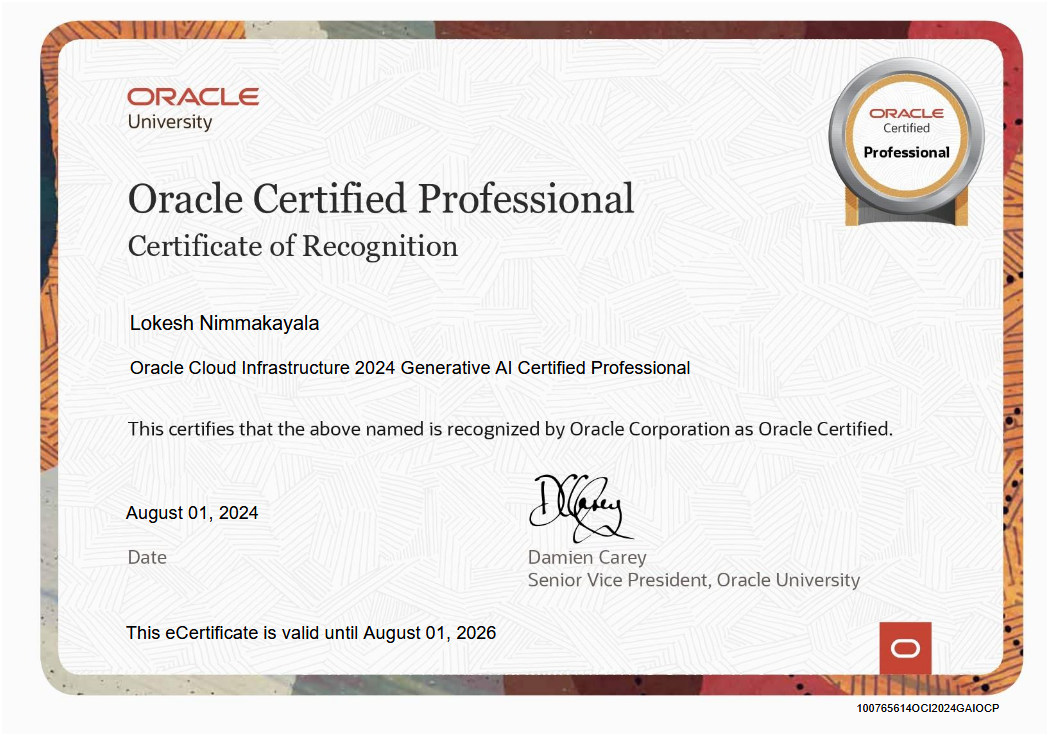 ORACLE
University
ORACLE
Certified
Professional
Oracle Certified Professional
Certificate of Recognition
Lokesh Nimmakayala
Oracle Cloud Infrastructure 2024 Generative AI Certified Professional
This certifies that the above named is recognized by Oracle Corporation as Oracle Certified.
DCarey
August 01, 2024
Date
Damien Carey
Senior Vice President, Oracle University
This eCertificate is valid until August 01, 2026
100765614OCI2024GAIOCP